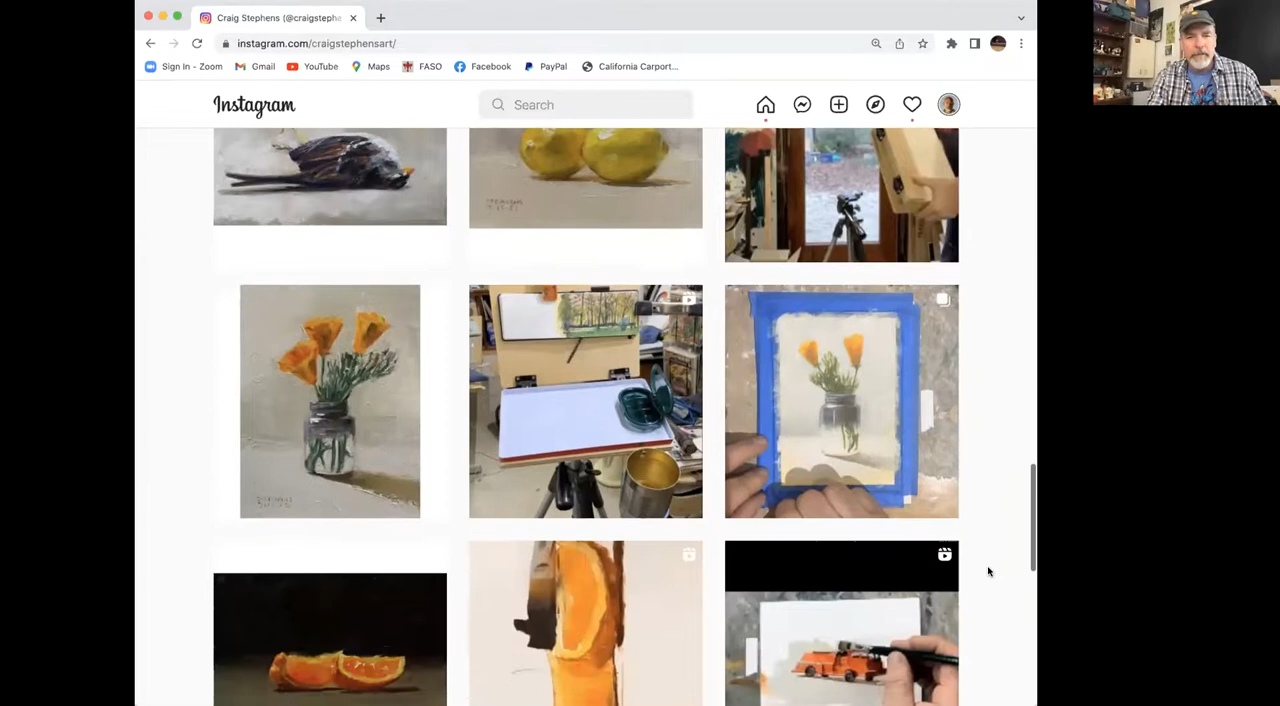 Craig Stephens (@craigstephe
instagram.com/craigstephensart/
Sign In - Zoom
Gmail
YouTube
Maps
FASO
Facebook
PayPal
California Carport...
Instagram
Search